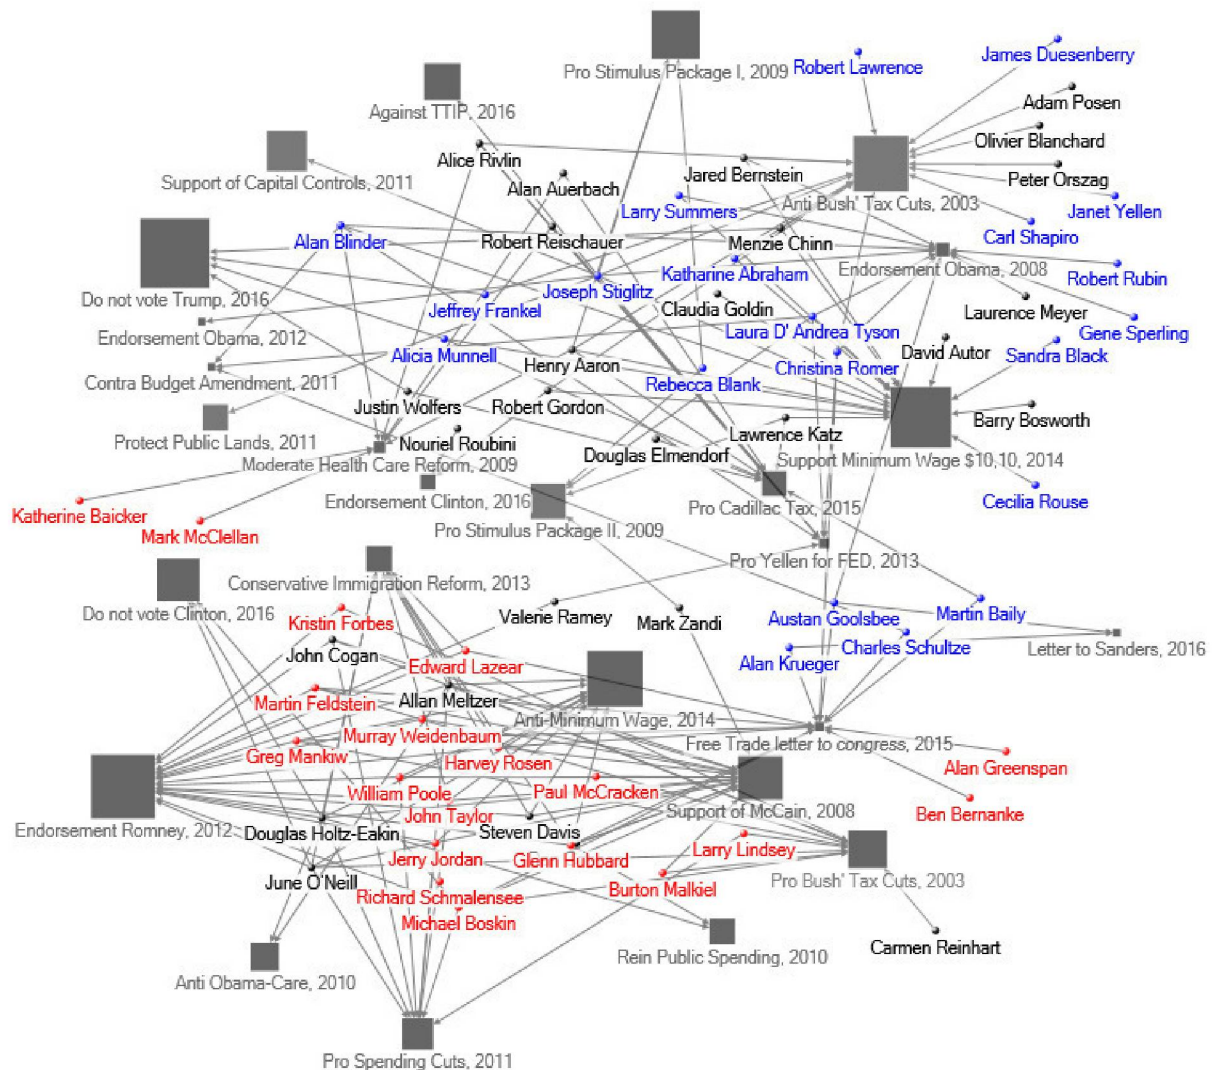 James Duesenberry
Robert Lawrence
Pro Stimulus Package I, 2009
Adam Posen
Against TTIP, 2016
Olivier Blanchard
Alice Rivlin
Jared Bernstein
Support of Capital Controls, 2011
Peter Orszag
Alan Auerbach
Anti Bush' Tax Cuts, 2003
Larry Summers
Janet Yellen
Carl Shapiro
Alan Blinder
Robert Reischauer
Menzie Chinn
Endorsement Obama, 2008
Katharine Abraham
Robert Rubin
Joseph Stiglitz
Do not vote Trump, 2016
Jeffrey Frankel
Claudia Goldin
Laurence Meyer
Endorsement Obama, 2012
Laura D' Andrea Tyson
Gene Sperling
Alicia Munnell
David Autor
Sandra Black
Henry Aaron
Christina Romer
Contra Budget Amendment, 2011
Rebecca Blank
Justin Wolfers
Robert Gordon
Barry Bosworth
Protect Public Lands, 2011
Nouriel Roubini
Lawrence Katz
Douglas Elmendorf
Support Minimum Wage $10,10, 2014
Moderate Health Care Reform, 2009
Endorsement Clinton, 2016
Cecilia Rouse
Pro Cadillac Tax, 2015
Katherine Baicker
Pro Stimulus Package II, 2009
Mark McClellan
Pro Yellen for FED, 2013
Conservative Immigration Reform, 2013
Do not vote Clinton, 2016
Valerie Ramey
Austan Goolsbee
Martin Baily
Kristin Forbes
Mark Zandi
Charles Schultze
Letter to Sanders, 2016
John Cogan
Alan Krueger
Edward Lazear
Martin Feldstein
Allan Meltzer
Anti-Minimum Wage, 2014
Murray Weidenbaum
Free Trade letter to congress, 2015
Greg Mankiw
Harvey Rosen
Alan Greenspan
William Poole
Paul McCracken
Support of McCain, 2008
Ben Bernanke
John Taylor
Endorsement Romney, 2012
Douglas Holtz-Eakin
Steven Davis
Larry Lindsey
Jerry Jordan
Glenn Hubbard
Pro Bush' Tax Cuts, 2003
June O'Neill
Burton Malkiel
Richard Schmalensee
Michael Boskin
Carmen Reinhart
Rein Public Spending, 2010
Anti Obama-Care, 2010
Pro Spending Cuts, 2011